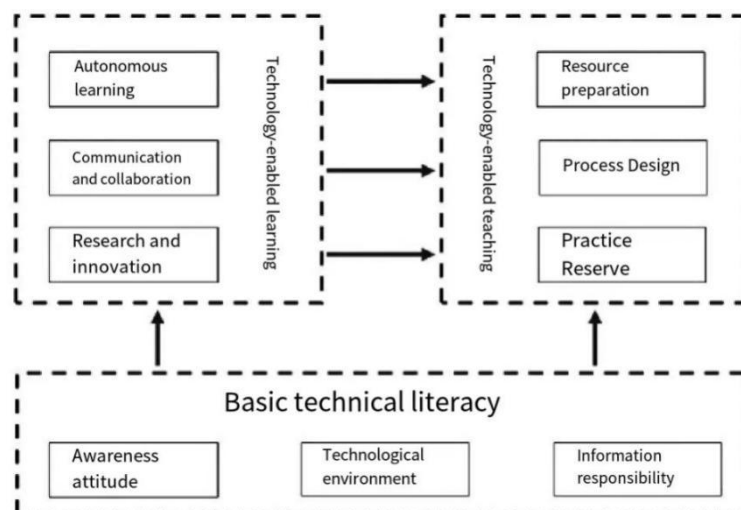 Autonomous
learning
Communication
and collaboration
Research and
innovation
Technology-enabled learning
Technology-enabled teaching
Resource
preparation
Process Design
Practice
Reserve
Basic technical literacy
Awareness
attitude
Technological
environment
Information
responsibility